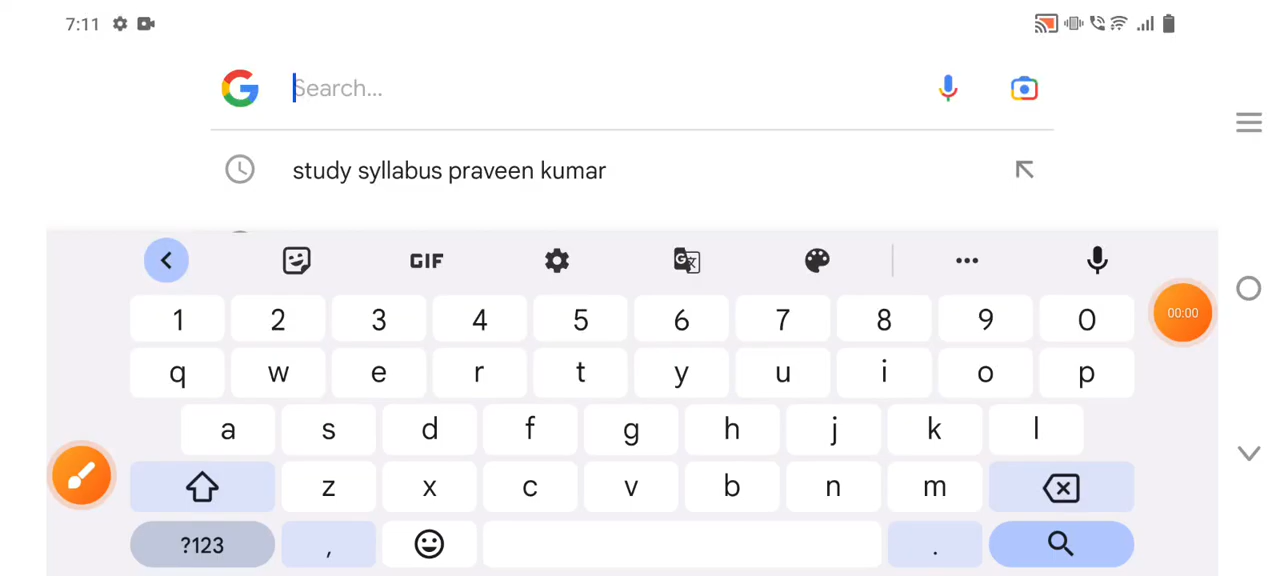 7:11
Search...
study syllabus praveen kumar
GIF
1 2 3 4 5 6 7 8 9 0
00:00
q w e r t y u i o p
a s d f g h j k l
z x c v b n m
?123 , .